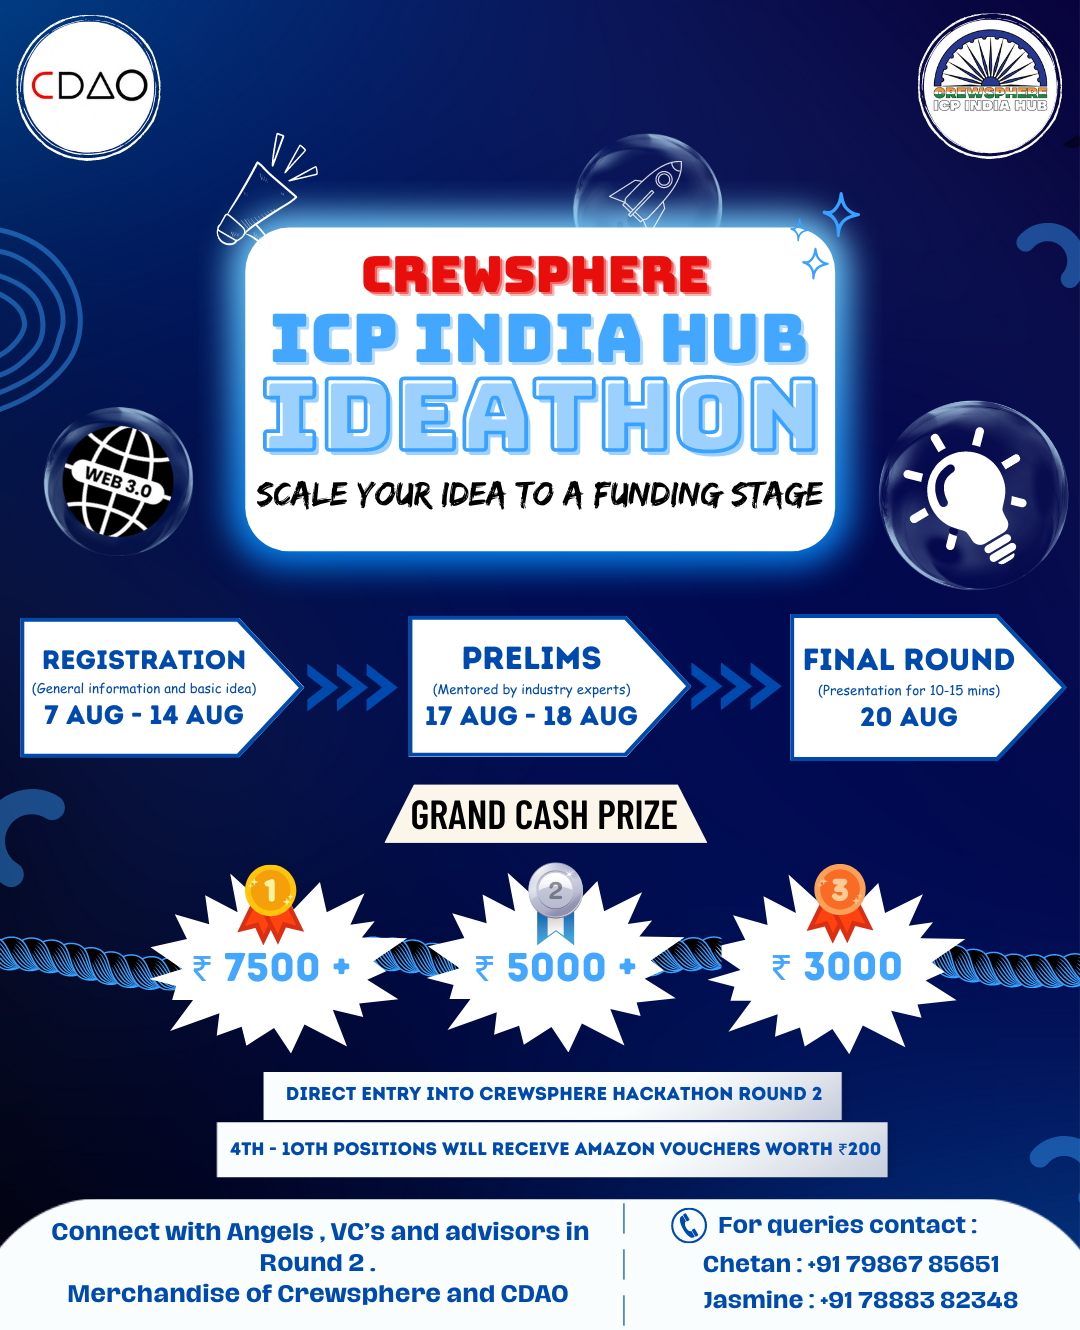 CDAO
CREWSPHERE
ICP INDIA HUB
CREWSPHERE
ICP INDIA HUB
IDEATHON
SCALE YOUR IDEA TO A FUNDING STAGE
WEB 3.0
REGISTRATION
(General information and basic idea)
7 AUG - 14 AUG
PRELIMS
(Mentored by industry experts)
17 AUG - 18 AUG
FINAL ROUND
(Presentation for 10-15 mins)
20 AUG
GRAND CASH PRIZE
1
₹ 7500 +
2
₹ 5000 +
3
₹ 3000
DIRECT ENTRY INTO CREWSPHERE HACKATHON ROUND 2
4TH - 10TH POSITIONS WILL RECEIVE AMAZON VOUCHERS WORTH ₹200
Connect with Angels , VC's and advisors in
Round 2 .
Merchandise of Crewsphere and CDAO
For queries contact :
Chetan : +91 79867 85651
Jasmine : +91 78883 82348